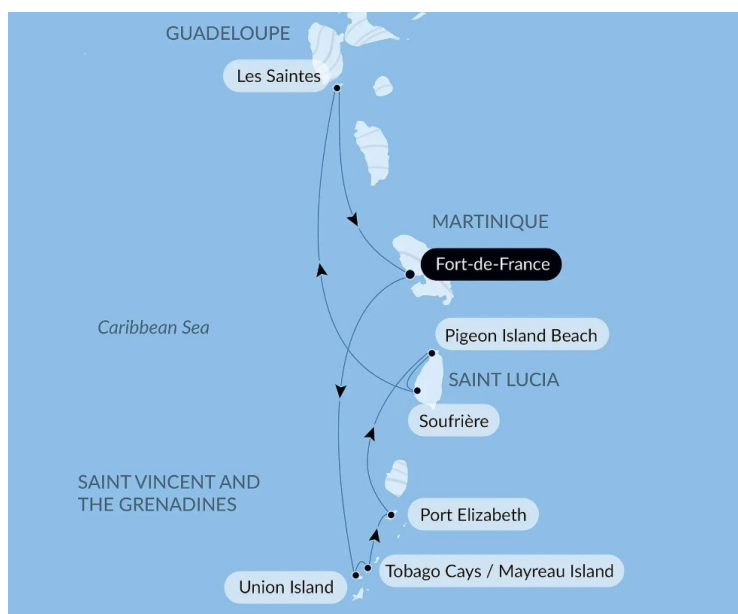 GUADELOUPE
Les Saintes
MARTINIQUE
Fort-de-France
Caribbean Sea
Pigeon Island Beach
SAINT LUCIA
Soufrière
SAINT VINCENT AND
THE GRENADINES
Port Elizabeth
Tobago Cays / Mayreau Island
Union Island